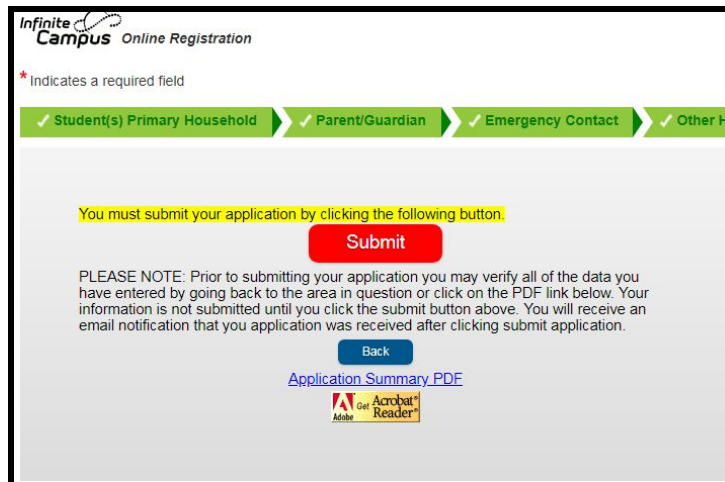 Infinite
Campus Online Registration
* Indicates a required field
Student(s) Primary Household Parent/Guardian Emergency Contact Other H
You must submit your application by clicking the following button.
Submit
PLEASE NOTE: Prior to submitting your application you may verify all of the data you
have entered by going back to the area in question or click on the PDF link below. Your
information is not submitted until you click the submit button above. You will receive an
email notification that you application was received after clicking submit application.
Back
Application Summary PDF
Adobe Get Acrobat®
Reader®